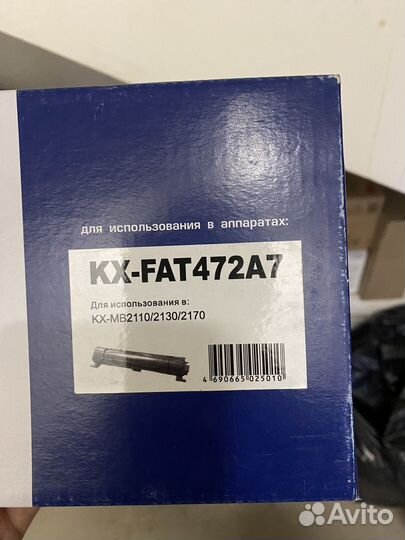 для использования в аппаратах:
KX-FAT472A7
Для использования в:
KX-MB2110/2130/2170
4 690665 025010
Avito